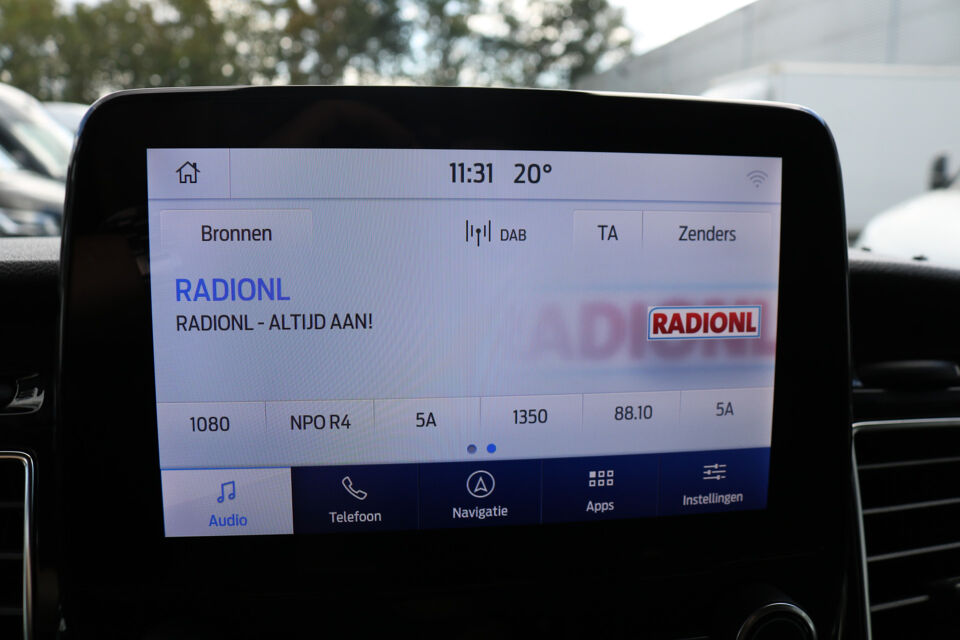 11:31 20°
Bronnen DAB TA Zenders
RADIONL
RADIONL - ALTIJD AAN!
RADIONL
RADIONL
1080 NPO R4 5A 1350 88.10 5A
Audio Telefoon Navigatie Apps Instellingen